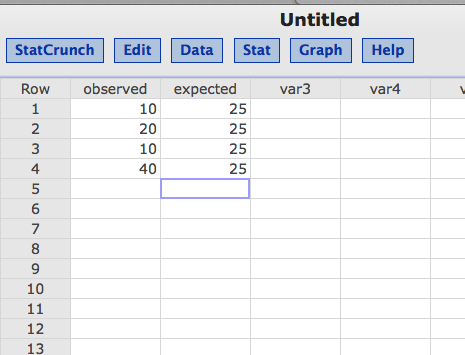 Untitled
StatCrunch Edit Data Stat Graph Help
Row observed expected var3 var4
1 10 25
2 20 25
3 10 25
4 40 25
5
6
7
8
9
10
11
12
13